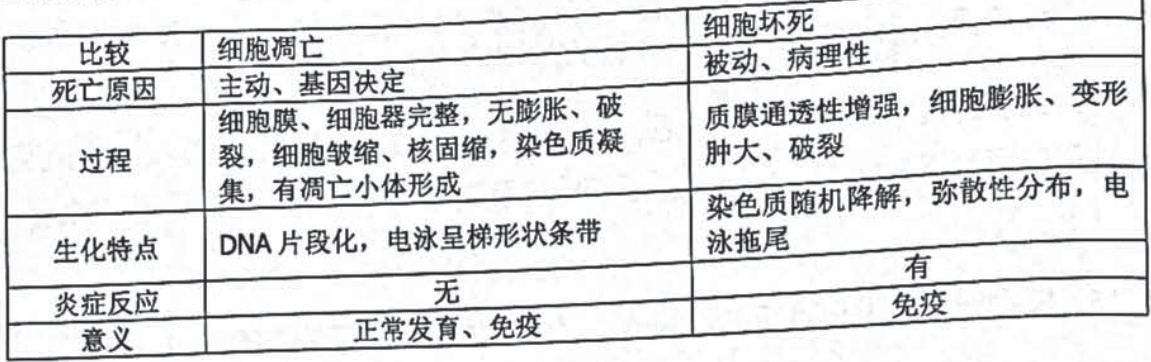 比较 细胞凋亡 细胞坏死
死亡原因 主动、基因决定 被动、病理性
过程
细胞膜、细胞器完整，无膨胀、破
裂，细胞皱缩、核固缩，染色质凝
集，有凋亡小体形成
质膜通透性增强，细胞膨胀、变形
肿大、破裂
生化特点
DNA 片段化，电泳呈梯形状条带
染色质随机降解，弥散性分布，电
泳拖尾
炎症反应 无 有
意义 正常发育、免疫 免疫